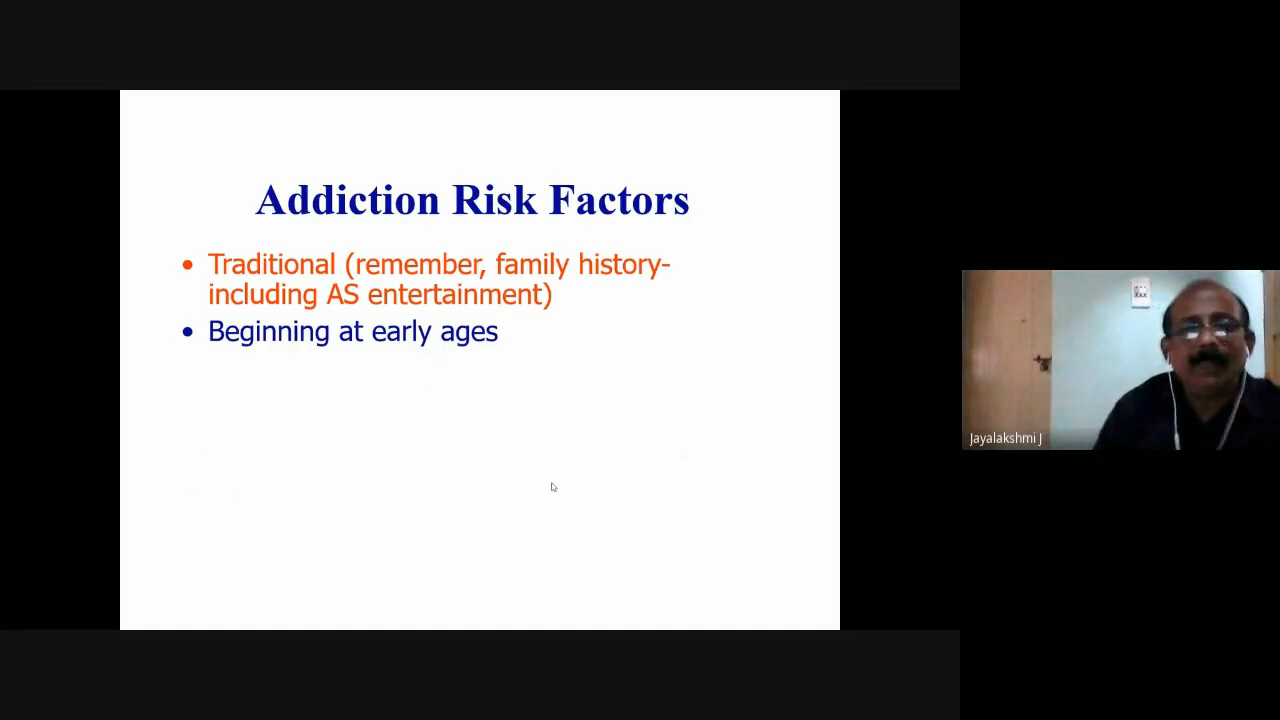 Addiction Risk Factors
• Traditional (remember, family history-
including AS entertainment)
• Beginning at early ages
Jayalakshmi J